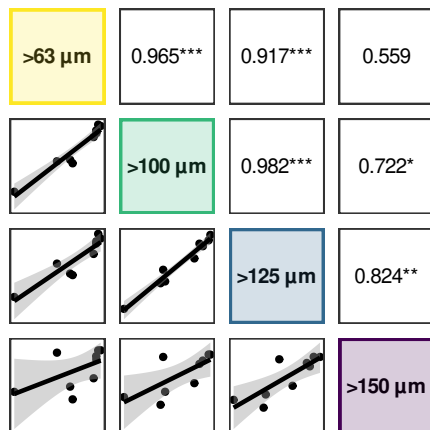 >63 µm 0.965*** 0.917*** 0.559
>100 µm 0.982*** 0.722*
>125 µm 0.824**
>150 µm